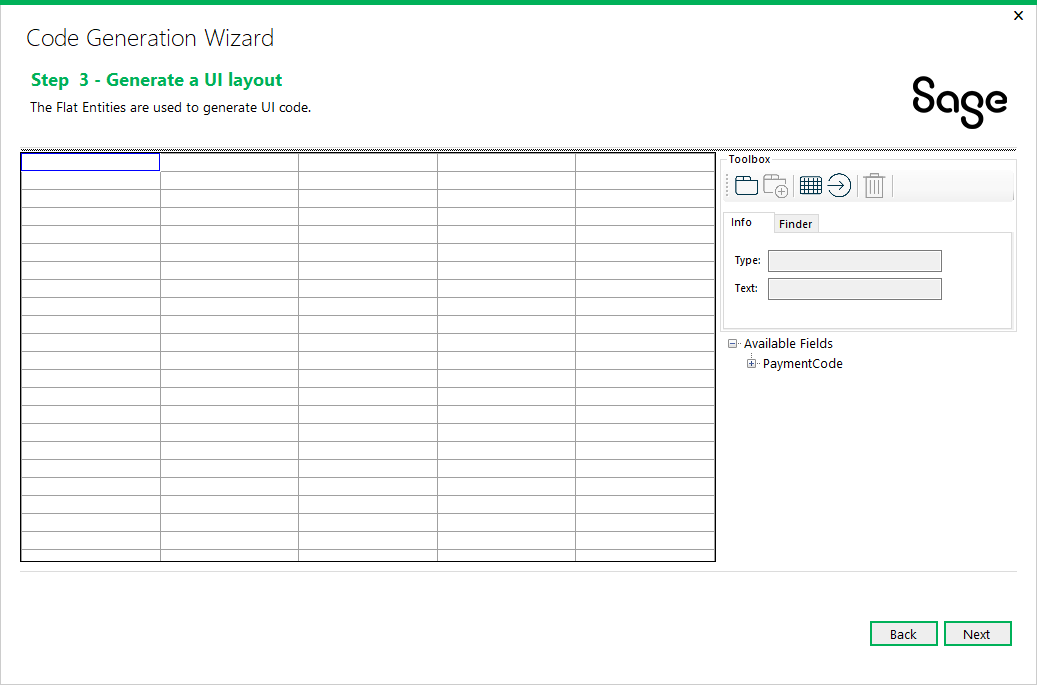 Code Generation Wizard
Step  3 - Generate a UI layout
The Flat Entities are used to generate UI code.
Sage
Toolbox
Info
Finder
Type:
Text:
Available Fields
PaymentCode
Back
Next